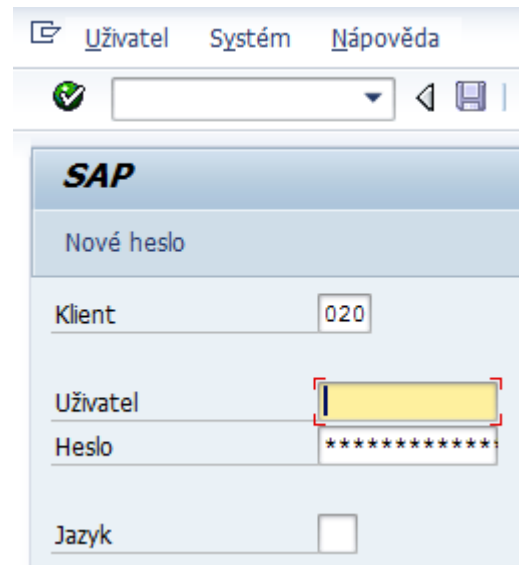 Uživatel Systém Nápověda
SAP
Nové heslo
Klient 020
Uživatel
Heslo *************
Jazyk